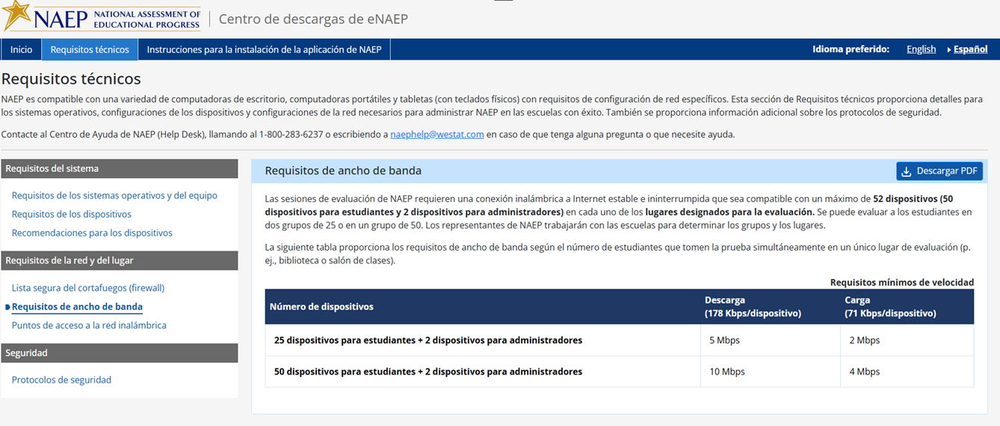 NAEP NATIONAL ASSESSMENT OF
EDUCATIONAL PROGRESS
Centro de descargas de eNAEP
Inicio
Requisitos técnicos
Instrucciones para la instalación de la aplicación de NAEP
Idioma preferido: English Español
Requisitos técnicos
NAEP es compatible con una variedad de computadoras de escritorio, computadoras portátiles y tabletas (con teclados físicos) con requisitos de configuración de red específicos. Esta sección de Requisitos técnicos proporciona detalles para
los sistemas operativos, configuraciones de los dispositivos y configuraciones de la red necesarios para administrar NAEP en las escuelas con éxito. También se proporciona información adicional sobre los protocolos de seguridad.
Contacte al Centro de Ayuda de NAEP (Help Desk), llamando al 1-800-283-6237 o escribiendo a naephelp@westat.com en caso de que tenga alguna pregunta o que necesite ayuda.
Requisitos del sistema
Requisitos de los sistemas operativos y del equipo
Requisitos de los dispositivos
Recomendaciones para los dispositivos
Requisitos de la red y del lugar
Lista segura del cortafuegos (firewall)
Requisitos de ancho de banda
Puntos de acceso a la red inalámbrica
Seguridad
Protocolos de seguridad
Requisitos de ancho de banda
Descargar PDF
Las sesiones de evaluación de NAEP requieren una conexión inalámbrica a Internet estable e ininterrumpida que sea compatible con un máximo de 52 dispositivos (50
dispositivos para estudiantes y 2 dispositivos para administradores) en cada uno de los lugares designados para la evaluación. Se puede evaluar a los estudiantes en
dos grupos de 25 o en un grupo de 50. Los representantes de NAEP trabajarán con las escuelas para determinar los grupos y los lugares.
La siguiente tabla proporciona los requisitos de ancho de banda según el número de estudiantes que tomen la prueba simultáneamente en un único lugar de evaluación (p.
ej., biblioteca o salón de clases).
Requisitos mínimos de velocidad
Número de dispositivos
Descarga
(178 Kbps/dispositivo)
Carga
(71 Kbps/dispositivo)
25 dispositivos para estudiantes + 2 dispositivos para administradores 5 Mbps 2 Mbps
50 dispositivos para estudiantes + 2 dispositivos para administradores 10 Mbps 4 Mbps